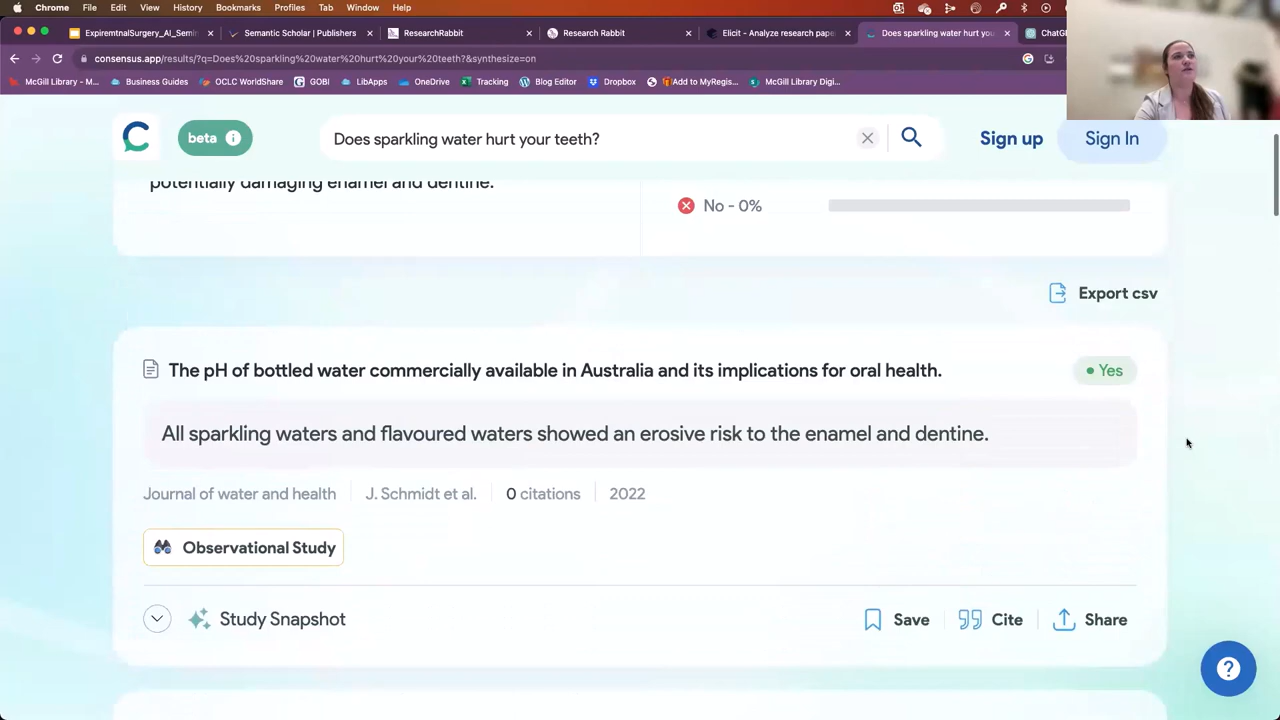 Chrome File Edit View History Bookmarks Profiles Tab Window Help
ExpiremtnalSurgery_AI_Semi
Semantic Scholar | Publishers
ResearchRabbit
Research Rabbit
Elicit - Analyze research pape
Does sparkling water hurt you
ChatG
consensus.app/results/?q=Does%20sparkling%20water%20hurt%20your%20teeth?&synthesize=on
McGill Library - M... Business Guides OCLC WorldShare GOBI LibApps OneDrive Tracking Blog Editor Dropbox !Add to MyRegis... McGill Library Digi...
beta
Does sparkling water hurt your teeth?
Sign up
Sign In
potentially damaging enamel and dentine.
No - 0%
Export csv
The pH of bottled water commercially available in Australia and its implications for oral health.
Yes
All sparkling waters and flavoured waters showed an erosive risk to the enamel and dentine.
Journal of water and health J. Schmidt et al. 0 citations 2022
Observational Study
Study Snapshot
Save
Cite
Share